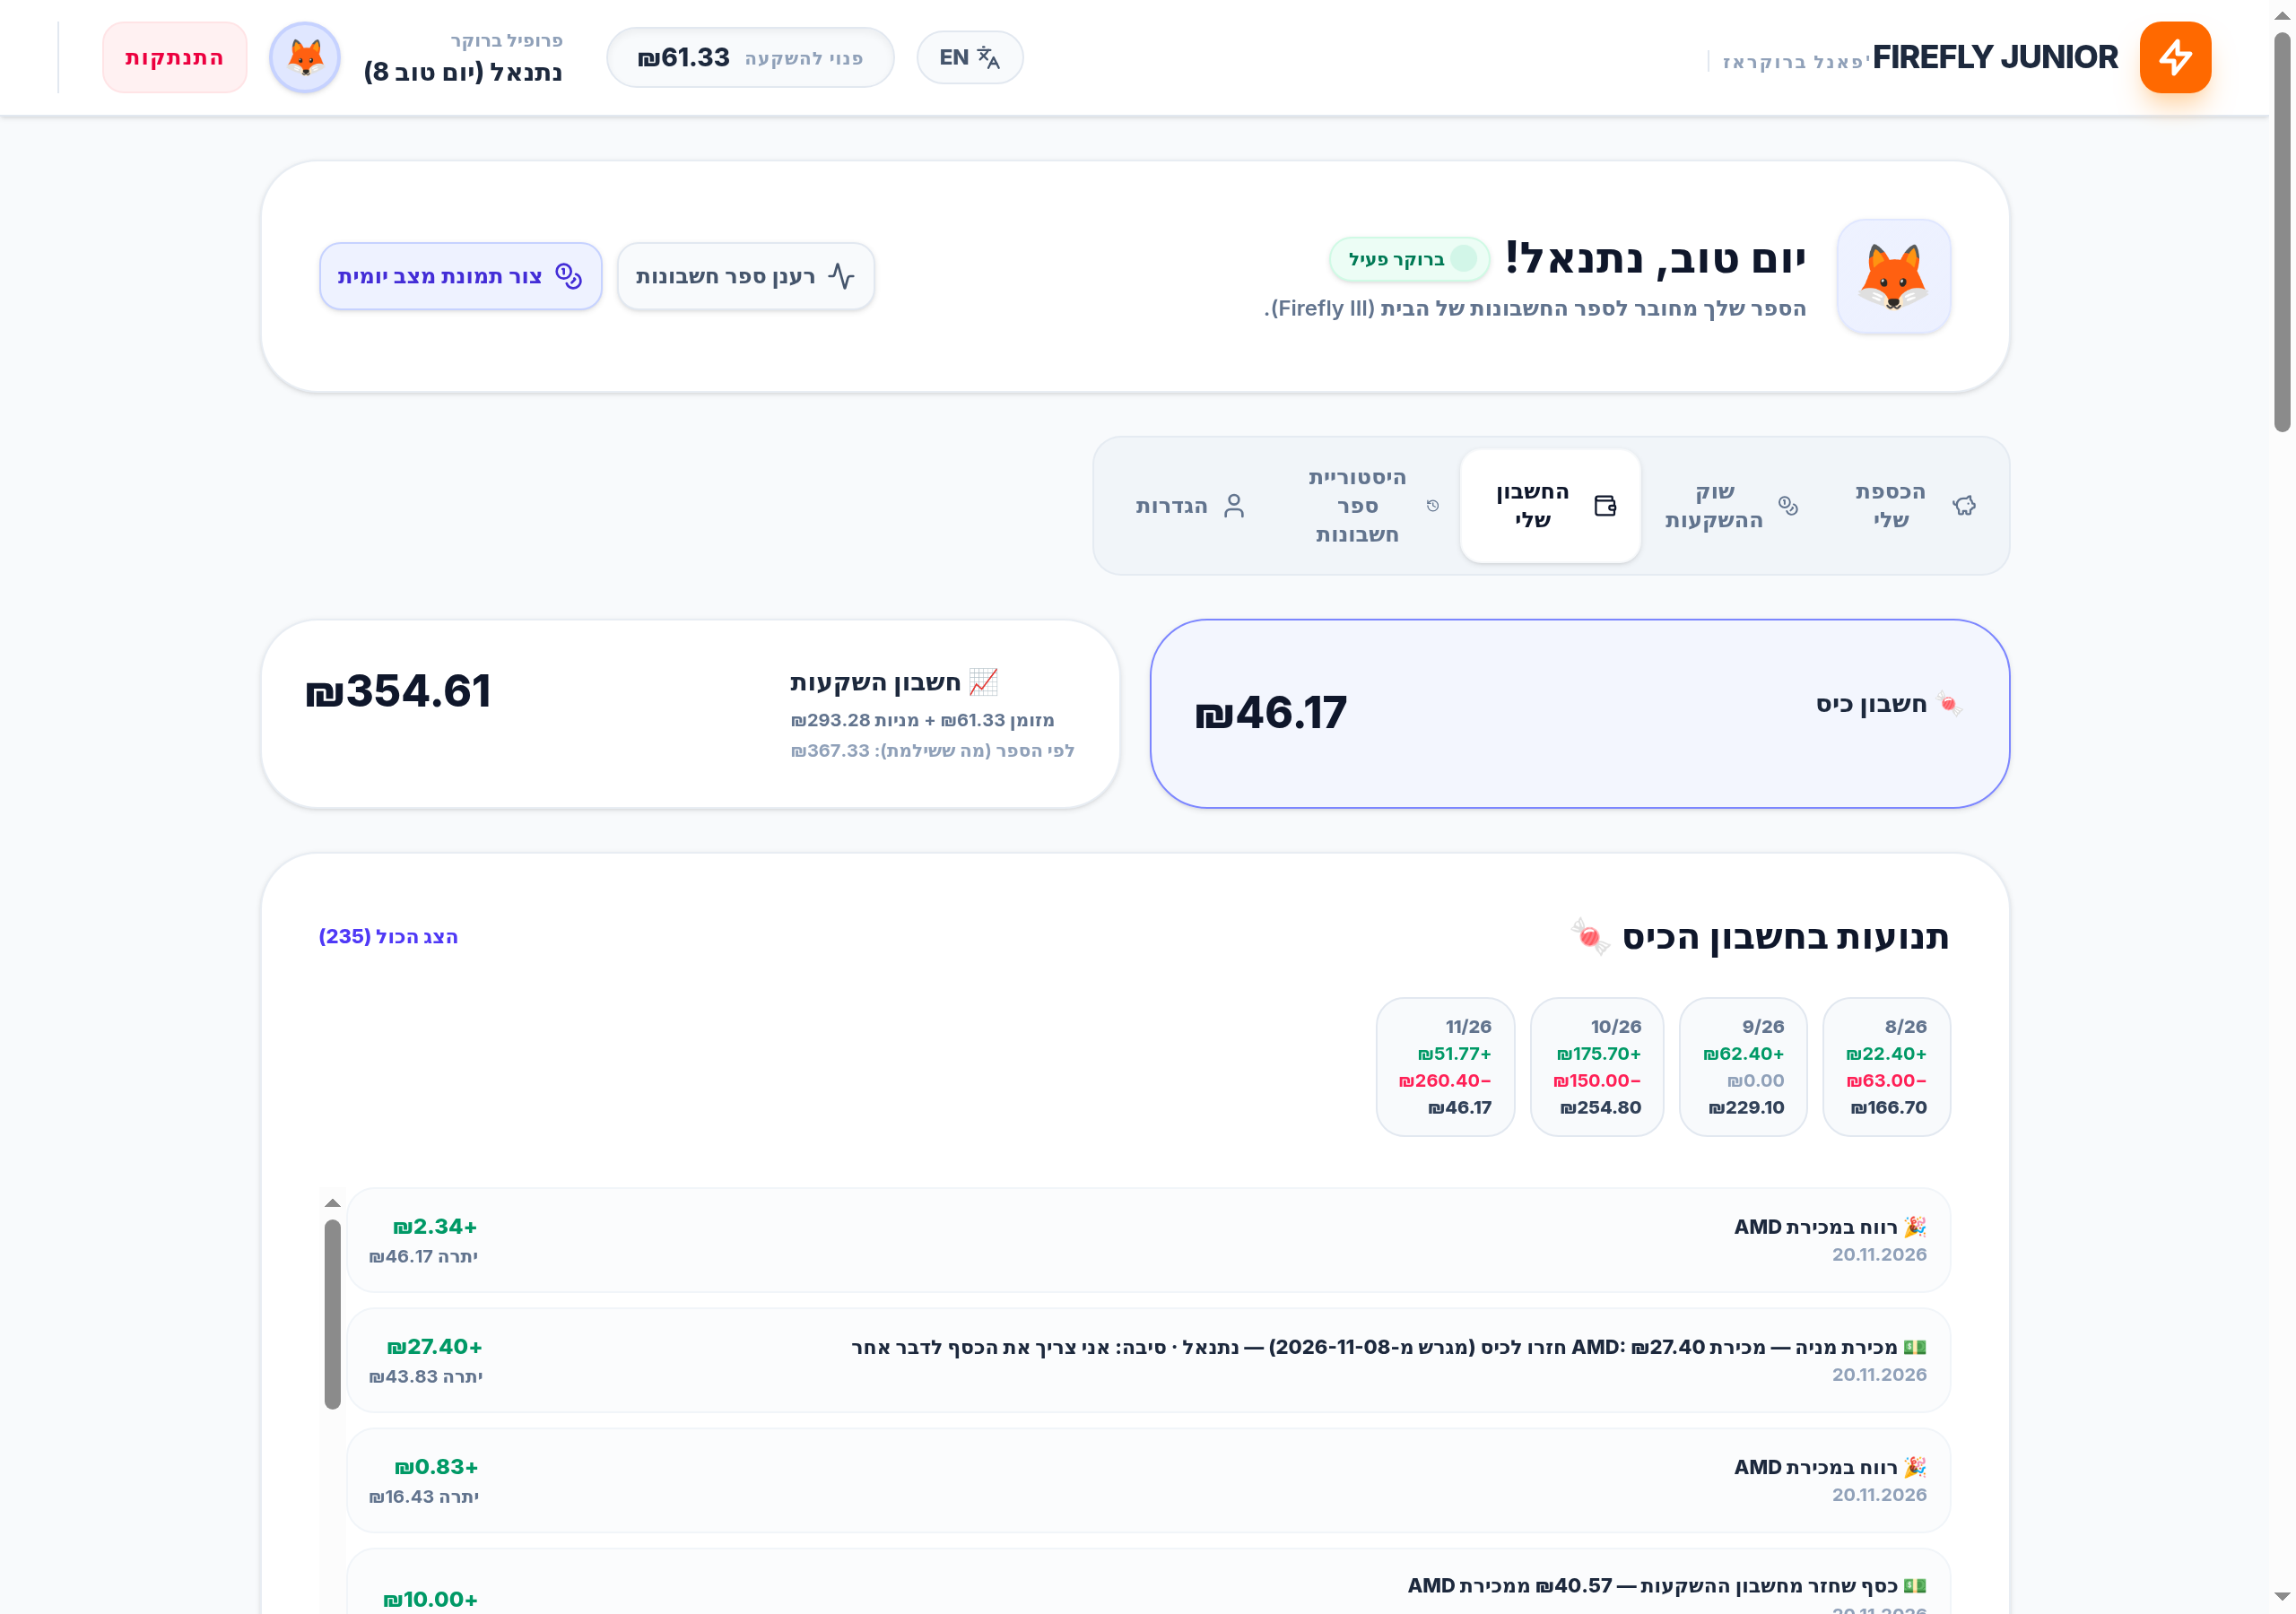 FIREFLY JUNIOR
פאנל ברוקראז'
EN
פנוי להשקעה ₪61.33
פרופיל ברוקר
נתנאל (יום טוב 8)
התנתקות
יום טוב, נתנאל!
ברוקר פעיל
הספר שלך מחובר לספר החשבונות של הבית (Firefly III).
רענן ספר חשבונות
צור תמונת מצב יומית
הכספת שלי
שוק ההשקעות
החשבון שלי
היסטוריית ספר חשבונות
הגדרות
🍬 חשבון כיס
₪46.17
📈 חשבון השקעות
מזומן ₪61.33 + מניות ₪293.28
לפי הספר (מה ששילמת): ₪367.33
₪354.61
תנועות בחשבון הכיס 🍬
הצג הכול (235)
8/26
+₪22.40
−₪63.00
₪166.70
9/26
+₪62.40
₪0.00
₪229.10
10/26
+₪175.70
−₪150.00
₪254.80
11/26
+₪51.77
−₪260.40
₪46.17
🎉 רווח במכירת AMD
20.11.2026
+₪2.34
יתרה ₪46.17
💵 מכירת מניה — מכירת AMD: ₪27.40 חזרו לכיס (מגרש מ-2026-11-08) — נתנאל · סיבה: אני צריך את הכסף לדבר אחר
20.11.2026
+₪27.40
יתרה ₪43.83
🎉 רווח במכירת AMD
20.11.2026
+₪0.83
יתרה ₪16.43
💵 כסף שחזר מחשבון ההשקעות — ₪40.57 ממכירת AMD
20.11.2026
+₪10.00